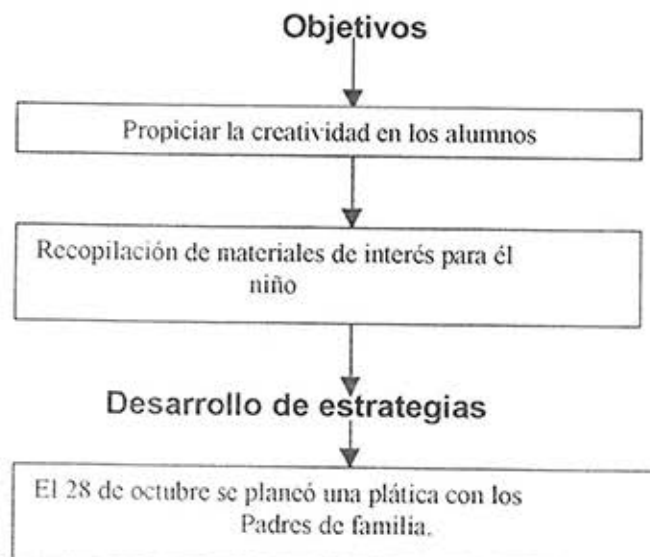 Objetivos
Propiciar la creatividad en los alumnos
Recopilación de materiales de interés para él
niño
Desarrollo de estrategias
El 28 de octubre se planeó una plática con los
Padres de familia.